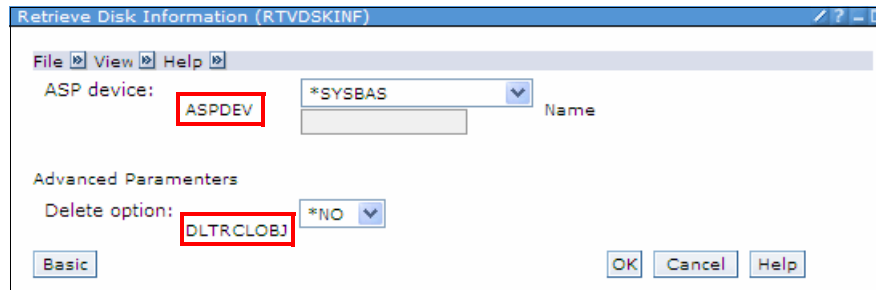 Retrieve Disk Information (RTVDSKINF)
File View Help
ASP device: *SYSBAS
ASPDEV Name
Advanced Paramenters
Delete option: *NO
DLTRCLOBJ
Basic OK Cancel Help